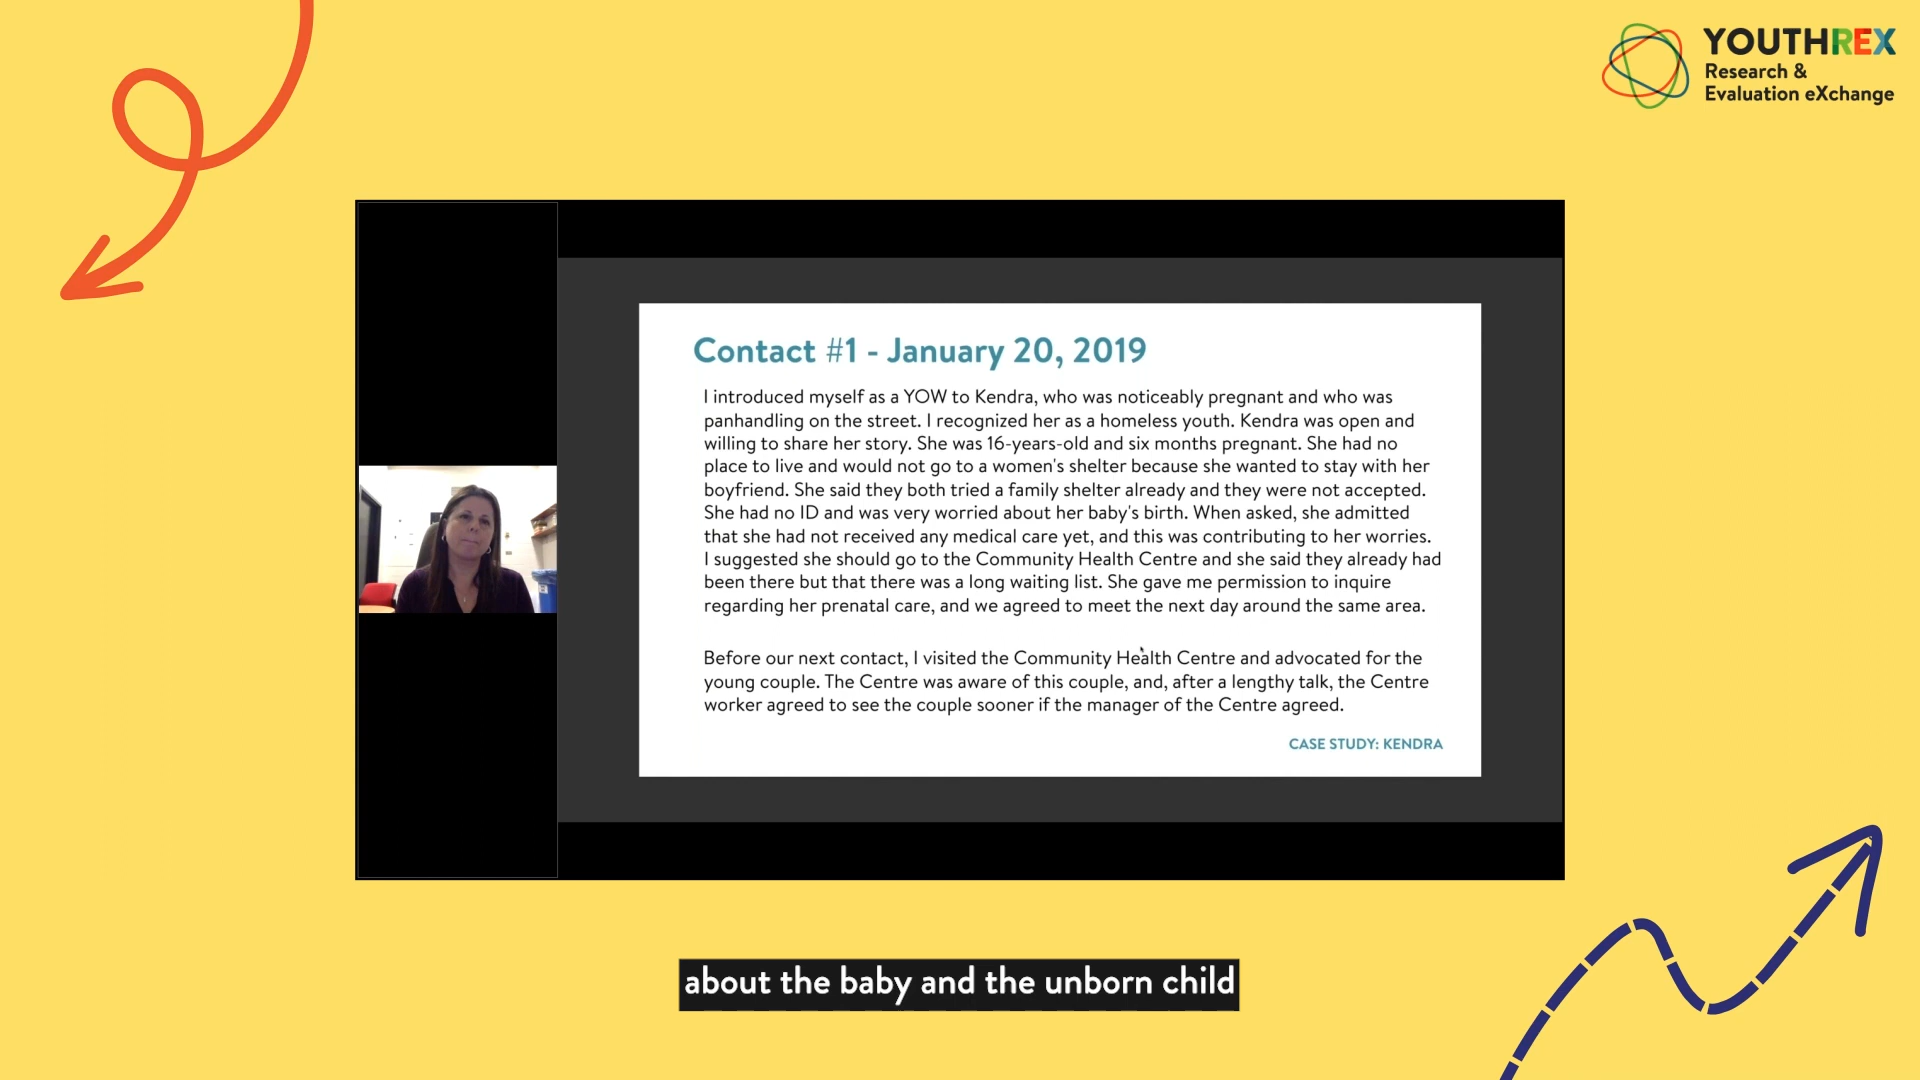 YOUTHREX
Research &
Evaluation eXchange
Contact #1 - January 20, 2019
I introduced myself as a YOW to Kendra, who was noticeably pregnant and who was
panhandling on the street. I recognized her as a homeless youth. Kendra was open and
willing to share her story. She was 16-years-old and six months pregnant. She had no
place to live and would not go to a women's shelter because she wanted to stay with her
boyfriend. She said they both tried a family shelter already and they were not accepted.
She had no ID and was very worried about her baby's birth. When asked, she admitted
that she had not received any medical care yet, and this was contributing to her worries.
I suggested she should go to the Community Health Centre and she said they already had
been there but that there was a long waiting list. She gave me permission to inquire
regarding her prenatal care, and we agreed to meet the next day around the same area.
Before our next contact, I visited the Community Health Centre and advocated for the
young couple. The Centre was aware of this couple, and, after a lengthy talk, the Centre
worker agreed to see the couple sooner if the manager of the Centre agreed.
CASE STUDY: KENDRA
about the baby and the unborn child